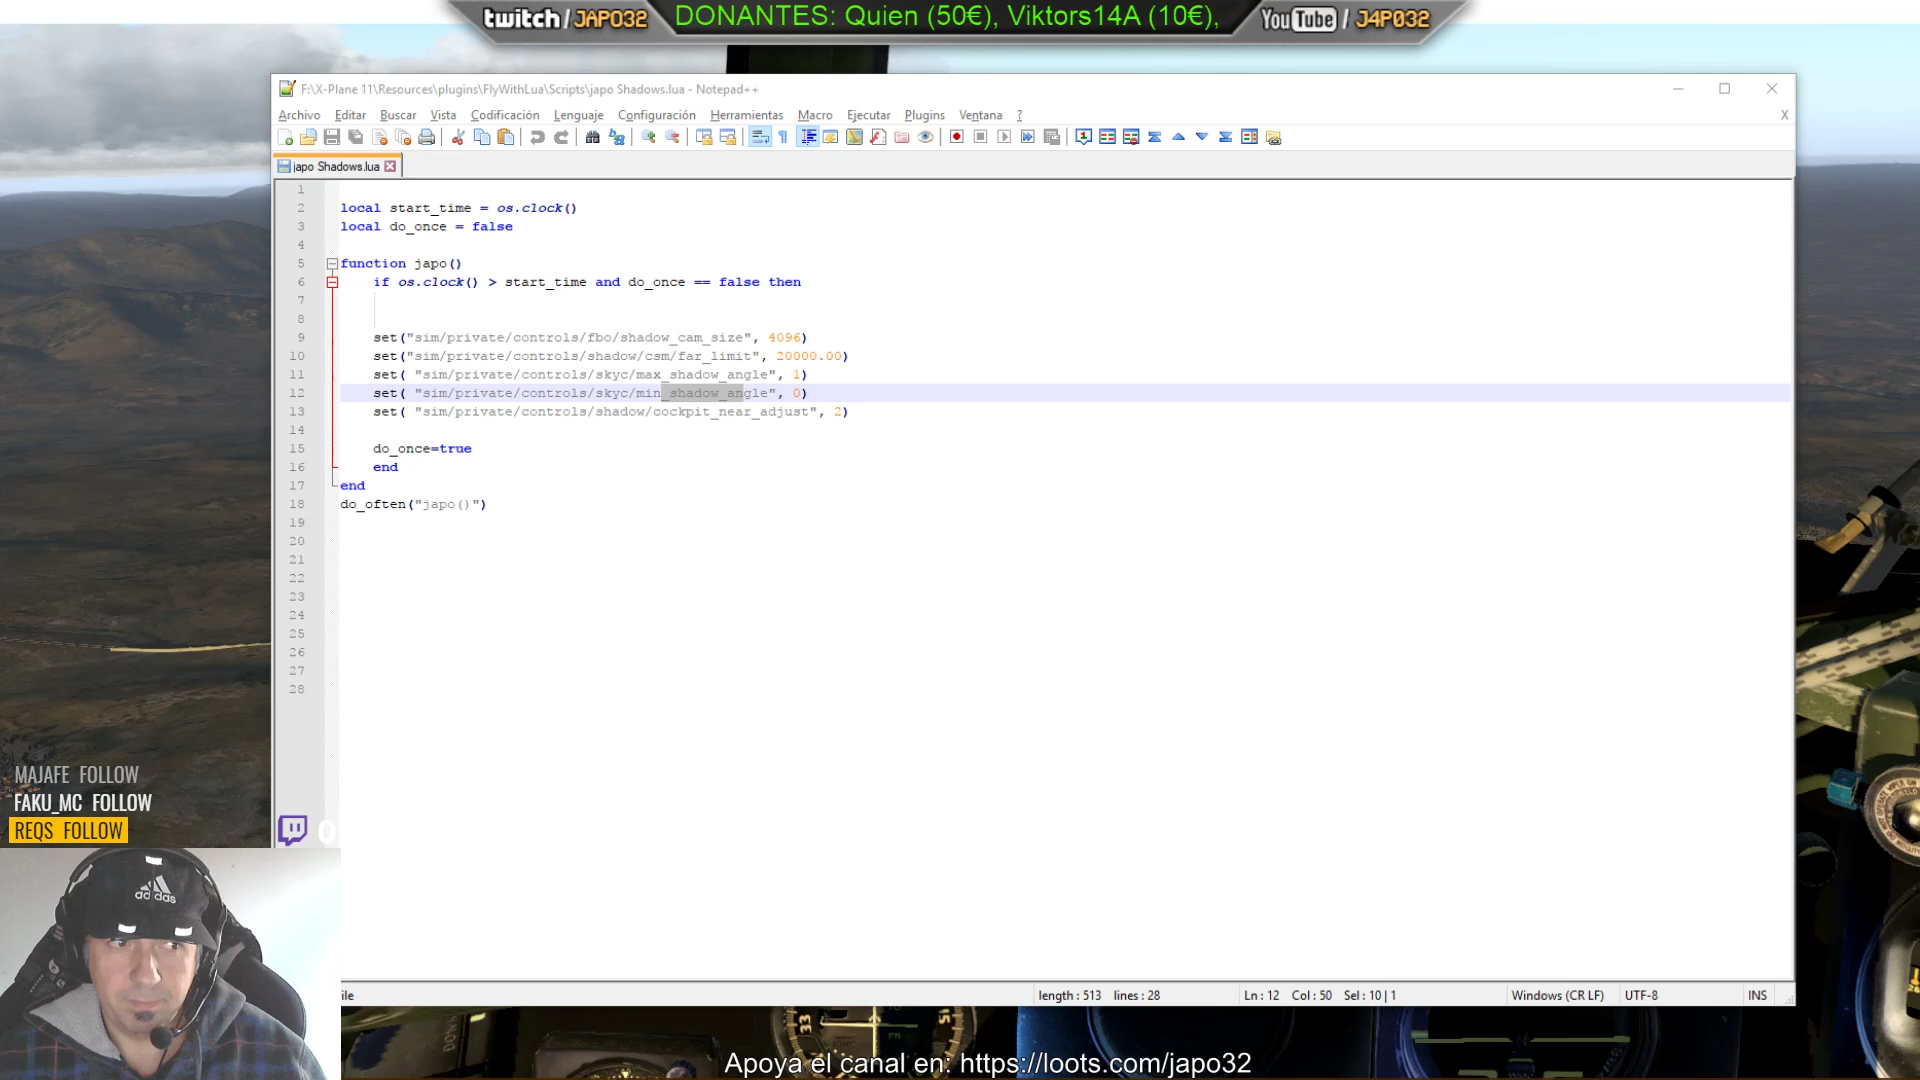 twitch / JAPO32
DONANTES: Quien (50€), Viktors14A (10€),
YouTube / J4P032
F:\X-Plane 11\Resources\plugins\FlyWithLua\Scripts\japo Shadows.lua - Notepad++
Archivo Editar Buscar Vista Codificación Lenguaje Configuración Herramientas Macro Ejecutar Plugins Ventana ? X
japo Shadows.lua
1
2 local start_time = os.clock()
3 local do_once = false
4
5 function japo()
6 if os.clock() > start_time and do_once == false then
7
8
9 set("sim/private/controls/fbo/shadow_cam_size", 4096)
10 set("sim/private/controls/shadow/csm/far_limit", 20000.00)
11 set( "sim/private/controls/skyc/max_shadow_angle", 1)
12 set( "sim/private/controls/skyc/min_shadow_angle", 0)
13 set( "sim/private/controls/shadow/cockpit_near_adjust", 2)
14
15 do_once=true
16 end
17 end
18 do_often("japo()")
19
20
21
22
23
24
25
26
27
28
MAJAFE FOLLOW
FAKU_MC FOLLOW
REQS FOLLOW
0
adidas
ile
length : 513 lines : 28
Ln : 12 Col : 50 Sel : 10 | 1
Windows (CR LF)
UTF-8
INS
33
15
Apoya el canal en: https://loots.com/japo32